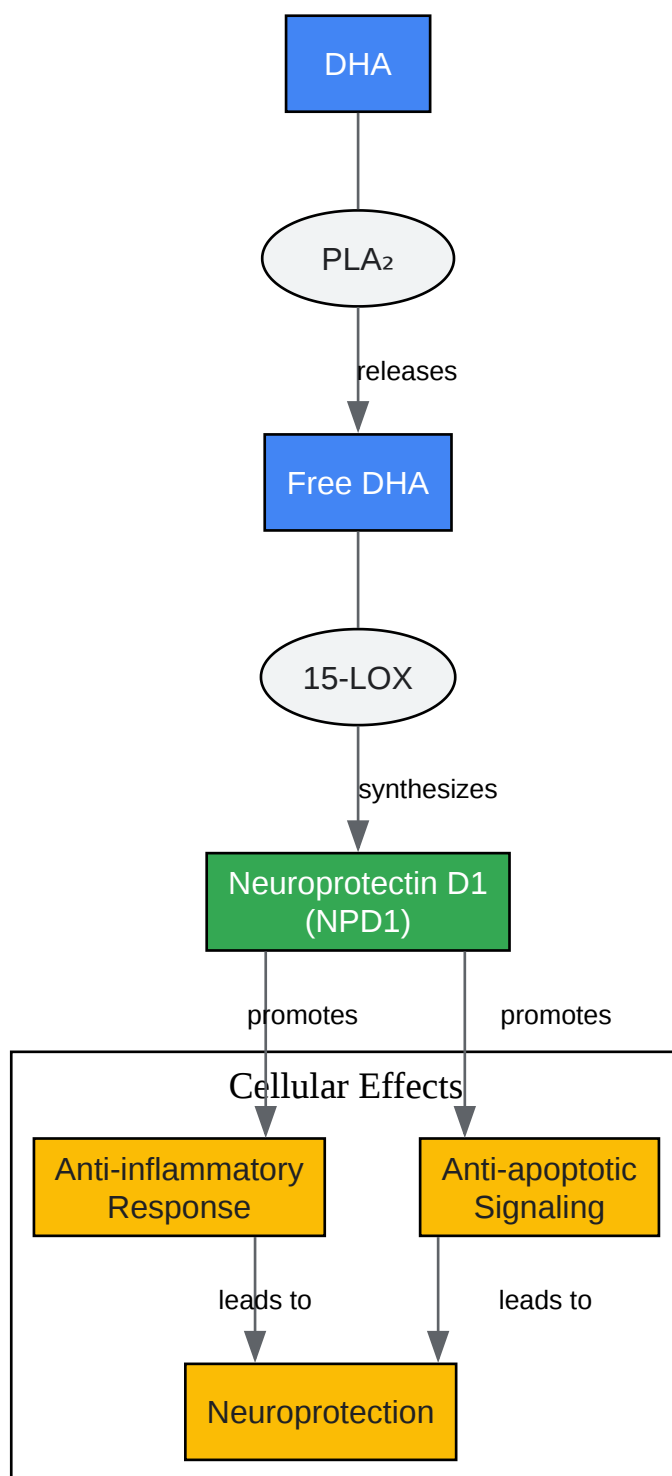 DHA
PLA₂
releases
Free DHA
15-LOX
synthesizes
Neuroprotectin D1
(NPD1)
promotes
promotes
Cellular Effects
Anti-inflammatory
Response
Anti-apoptotic
Signaling
leads to
leads to
Neuroprotection